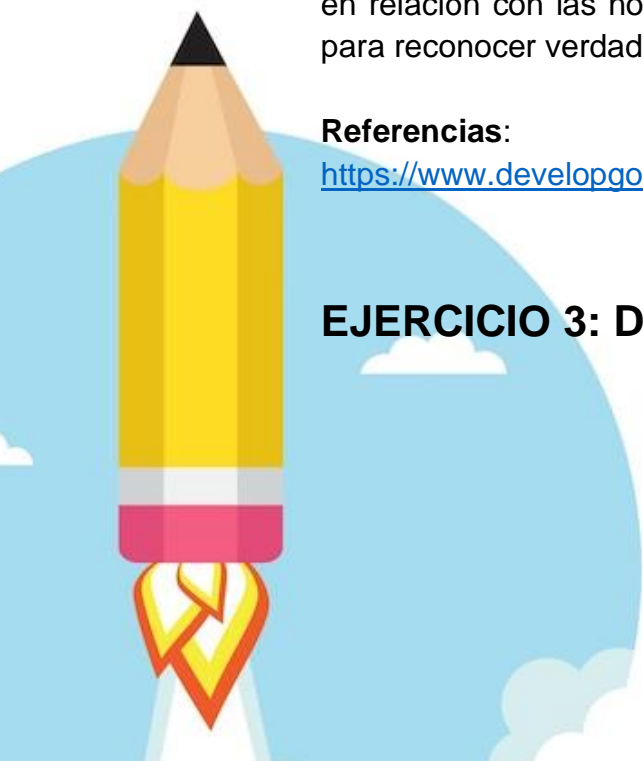 en relación con las no
para reconocer verdad
Referencias:
https://www.developgo
EJERCICIO 3: D